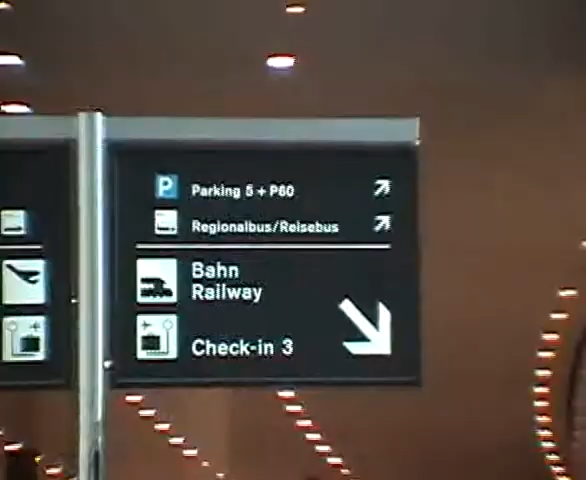 P Parking 5 + P60
Regionalbus/Reisebus
Bahn
Railway
Check-in 3